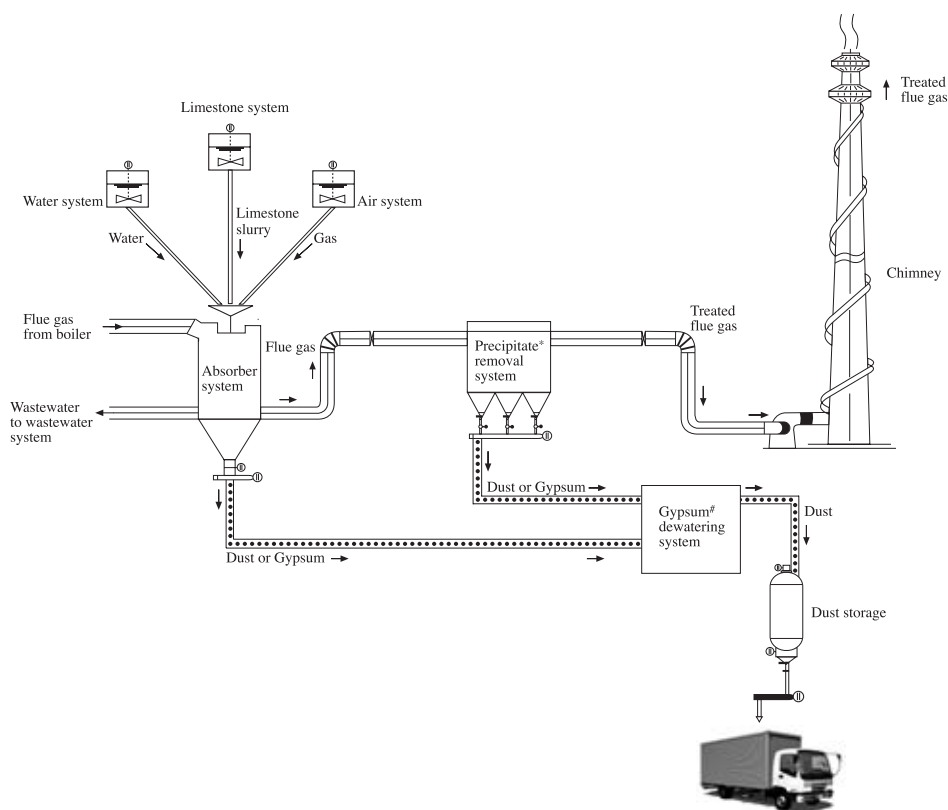 Limestone system
Treated
flue gas
Water system
Air system
Limestone
slurry
Water
Gas
Chimney
Flue gas
from boiler
Treated
flue gas
Flue gas
Precipitate*
removal
system
Absorber
system
Wastewater
to wastewater
system
Dust or Gypsum
Gypsum#
dewatering
system
Dust
Dust or Gypsum
Dust storage